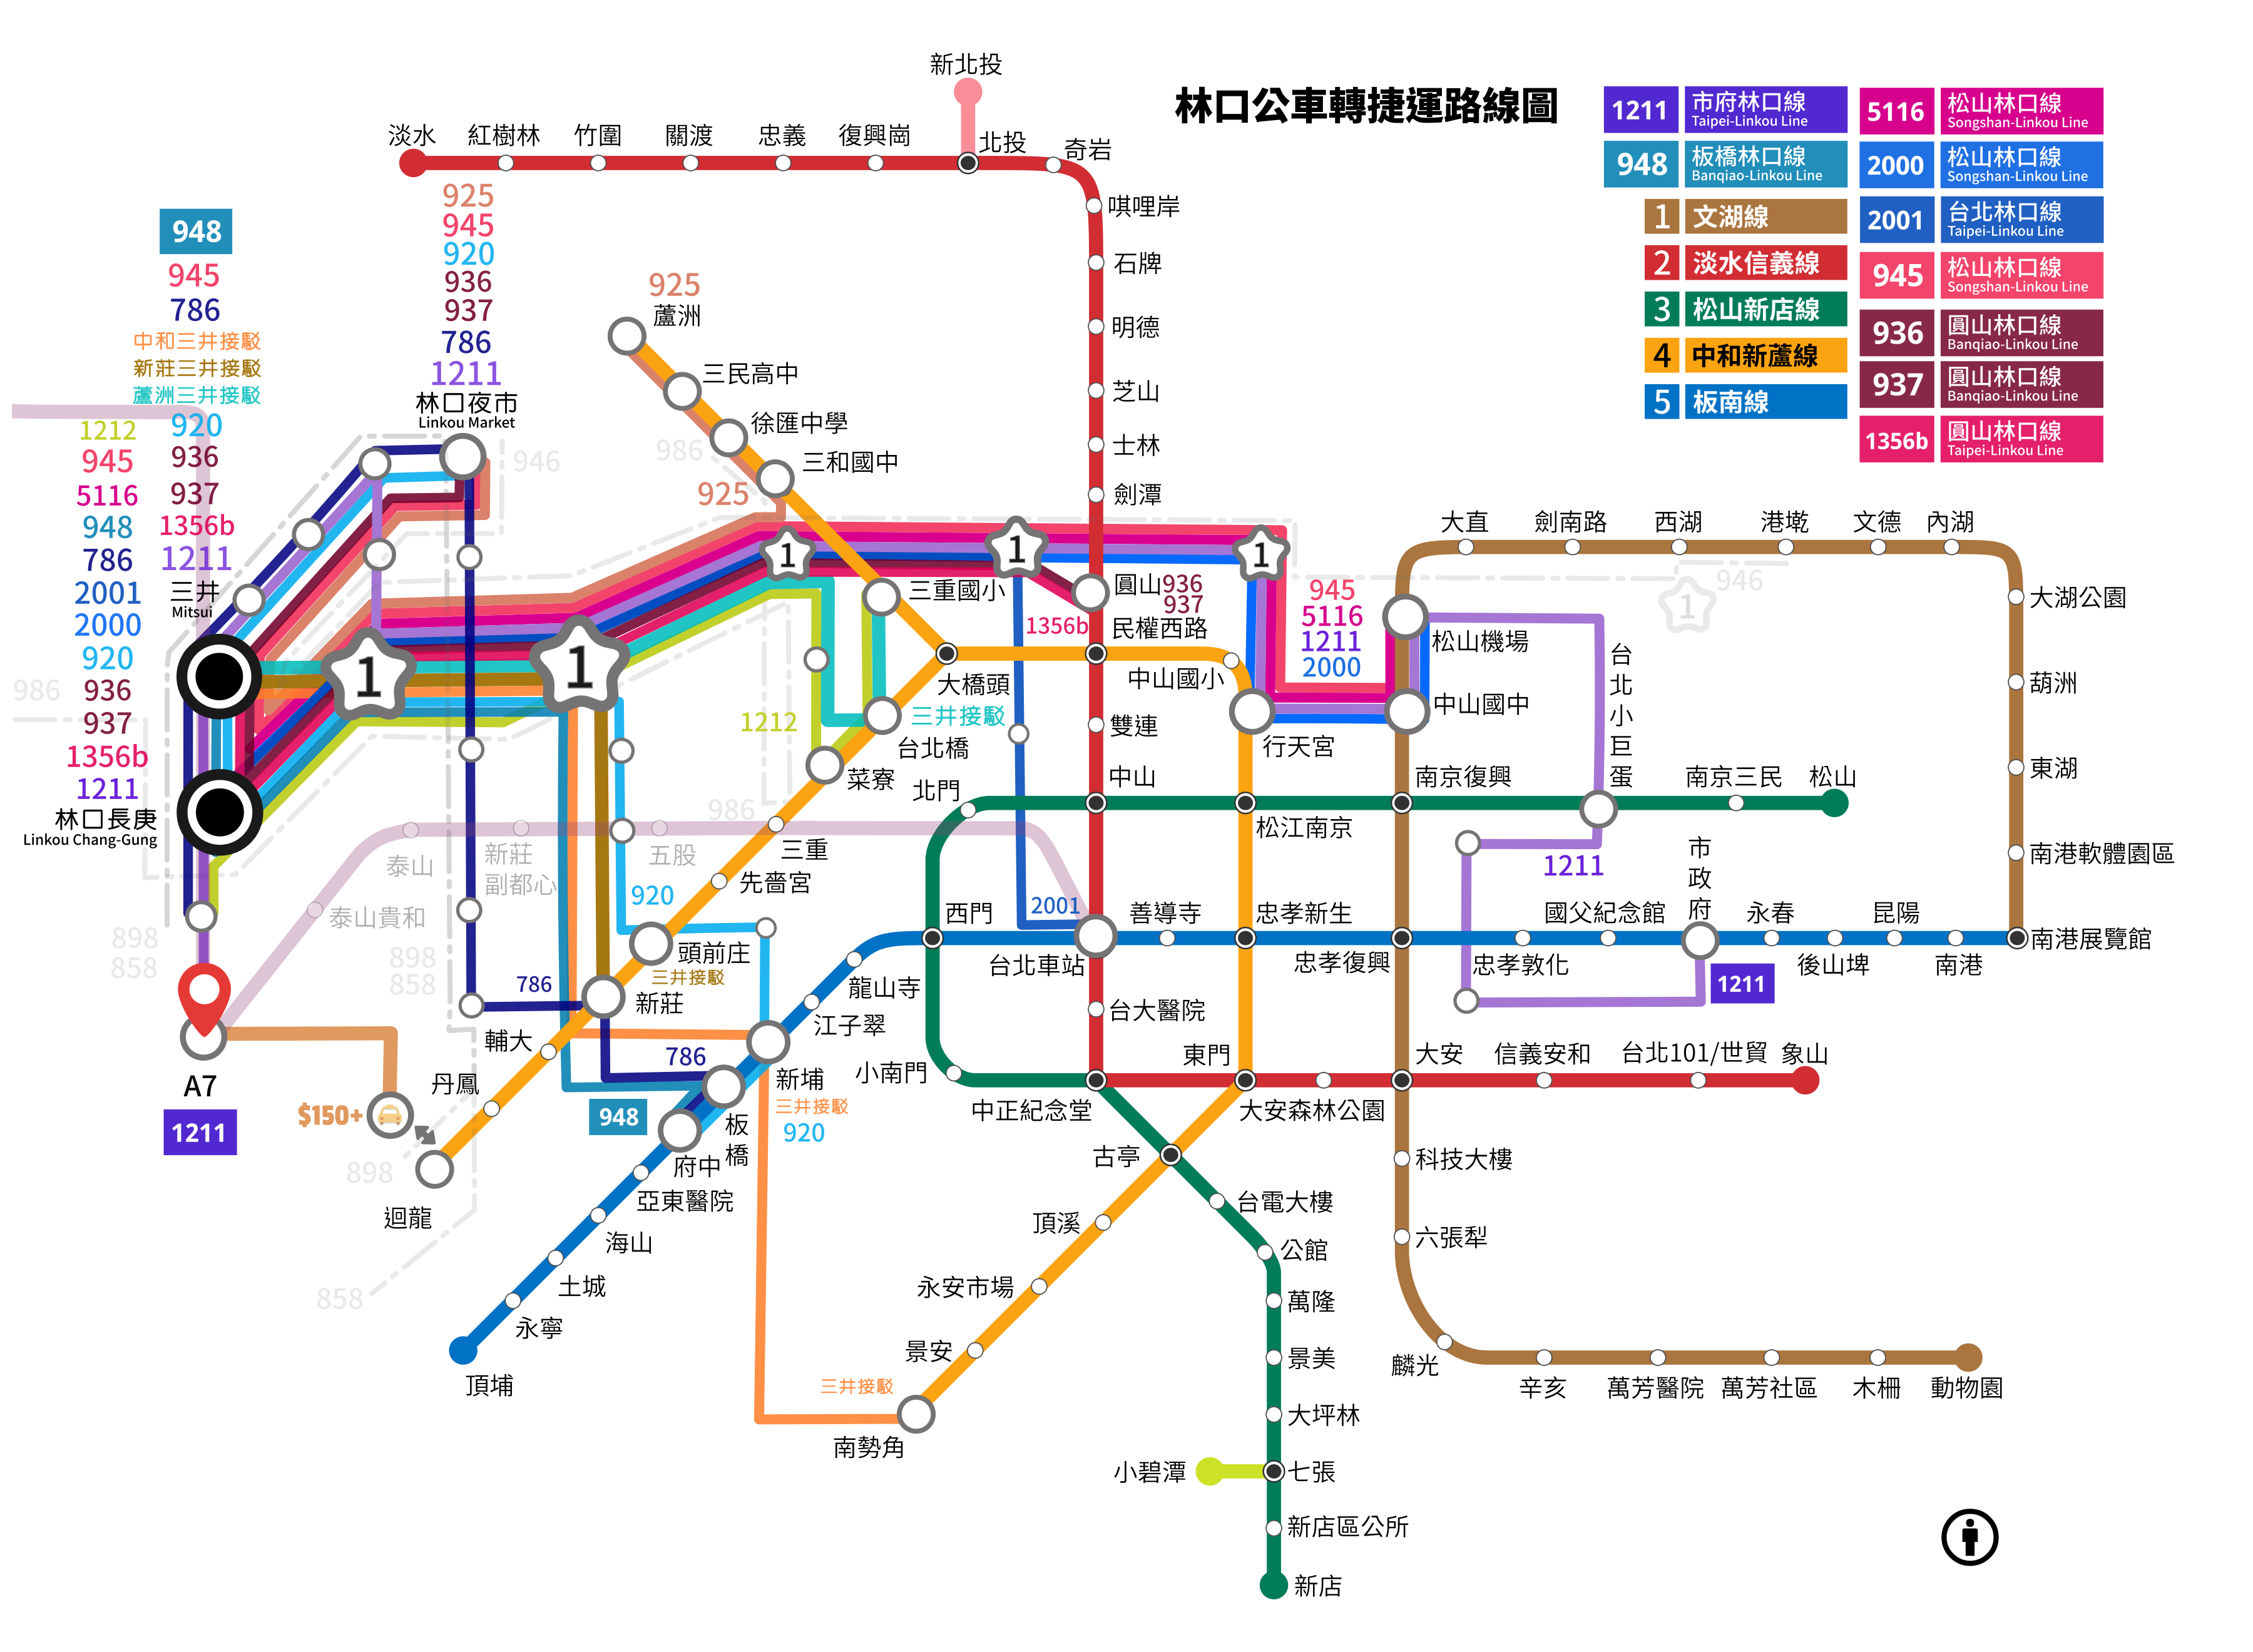 林口公車轉捷運路線圖
1211
市府林口線
Taipei-Linkou Line
948
板橋林口線
Banqiao-Linkou Line
1
文湖線
2
淡水信義線
3
松山新店線
4
中和新蘆線
5
板南線
5116
松山林口線
Songshan-Linkou Line
2000
松山林口線
Songshan-Linkou Line
2001
台北林口線
Taipei-Linkou Line
945
松山林口線
Songshan-Linkou Line
936
圓山林口線
Banqiao-Linkou Line
937
圓山林口線
Banqiao-Linkou Line
1356b
圓山林口線
Taipei-Linkou Line
新北投
淡水
紅樹林
竹圍
關渡
忠義
復興崗
北投
奇岩
唭哩岸
石牌
明德
芝山
士林
劍潭
圓山
936
937
民權西路
1356b
雙連
中山
台北車站
台大醫院
中正紀念堂
東門
大安森林公園
大安
信義安和
台北101/世貿
象山
948
945
786
中和三井接駁
新莊三井接駁
蘆洲三井接駁
920
936
937
1356b
1211
三井
Mitsui
1212
945
5116
948
786
2001
2000
920
936
937
1356b
1211
林口長庚
Linkou Chang-Gung
925
945
920
936
937
786
1211
林口夜市
Linkou Market
946
986
986
986
898
858
898
858
898
858
946
1
1
1
1
1
1
925
蘆洲
三民高中
徐匯中學
三和國中
925
三重國小
大橋頭
三井接駁
台北橋
1212
菜寮
三重
先嗇宮
頭前庄
三井接駁
新莊
輔大
丹鳳
迴龍
920
786
786
948
A7
1211
$150+
泰山
泰山貴和
新莊
副都心
五股
中山國小
行天宮
945
5116
1211
2000
松山機場
中山國中
南京復興
松江南京
台北小巨蛋
南京三民
松山
北門
西門
小南門
2001
善導寺
忠孝新生
忠孝復興
忠孝敦化
國父紀念館
市政府
1211
1211
永春
後山埤
昆陽
南港
南港展覽館
大直
劍南路
西湖
港墘
文德
內湖
大湖公園
葫洲
東湖
南港軟體園區
龍山寺
江子翠
新埔
三井接駁
920
板橋
府中
亞東醫院
海山
土城
永寧
頂埔
古亭
頂溪
永安市場
景安
三井接駁
南勢角
台電大樓
公館
萬隆
景美
大坪林
小碧潭
七張
新店區公所
新店
科技大樓
六張犁
麟光
辛亥
萬芳醫院
萬芳社區
木柵
動物園